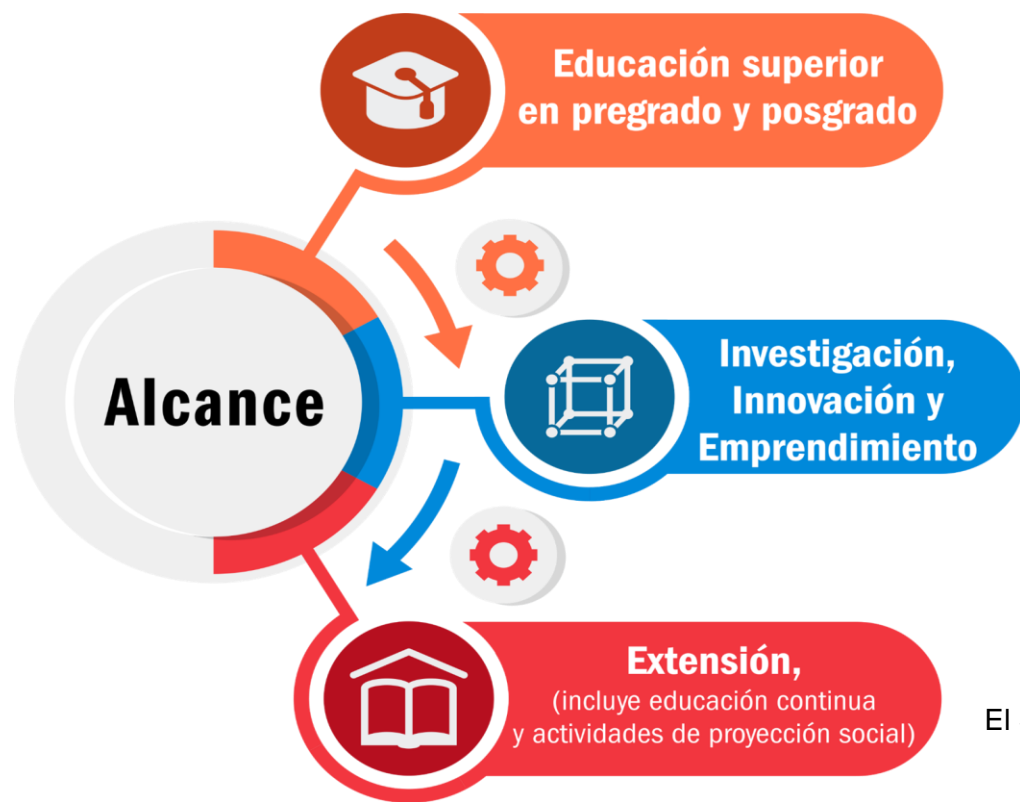 Educación superior
en pregrado y posgrado
Alcance
Investigación,
Innovación y
Emprendimiento
Extensión,
(incluye educación continua
y actividades de proyección social)
El